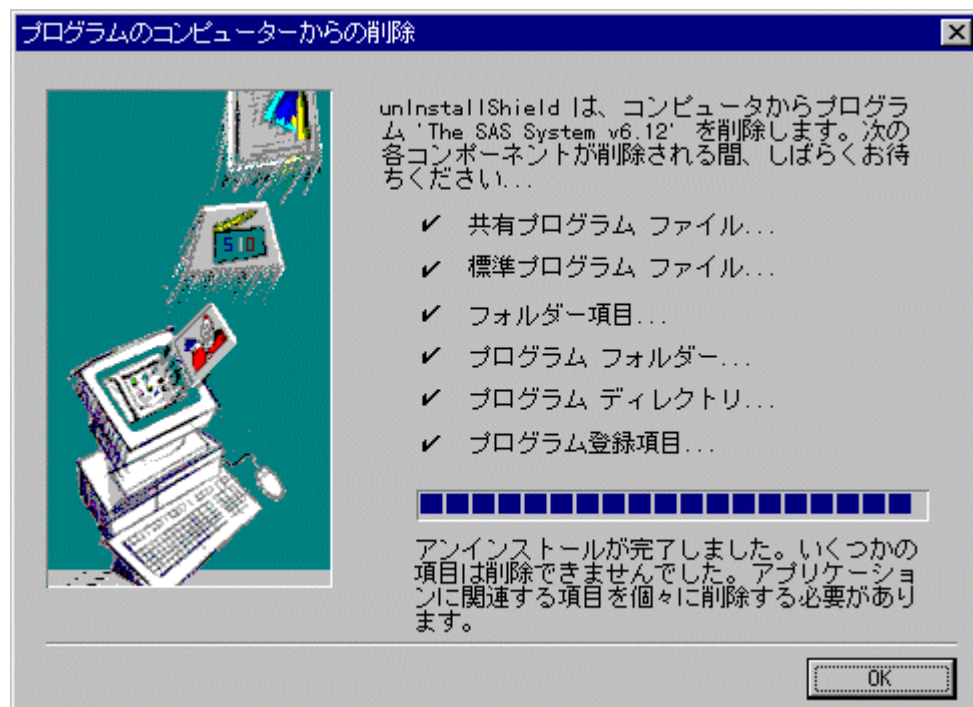 プログラムのコンピューターからの削除
unInstallShield は、コンピュータからプログラ
ム 'The SAS System v6.12' を削除します。次の
各コンポーネントが削除される間、しばらくお待
ちください...
共有プログラム ファイル...
標準プログラム ファイル...
フォルダー項目...
プログラム フォルダー...
プログラム ディレクトリ...
プログラム登録項目...
アンインストールが完了しました。いくつかの
項目は削除できませんでした。アプリケーショ
ンに関連する項目を個々に削除する必要があり
ます。
OK